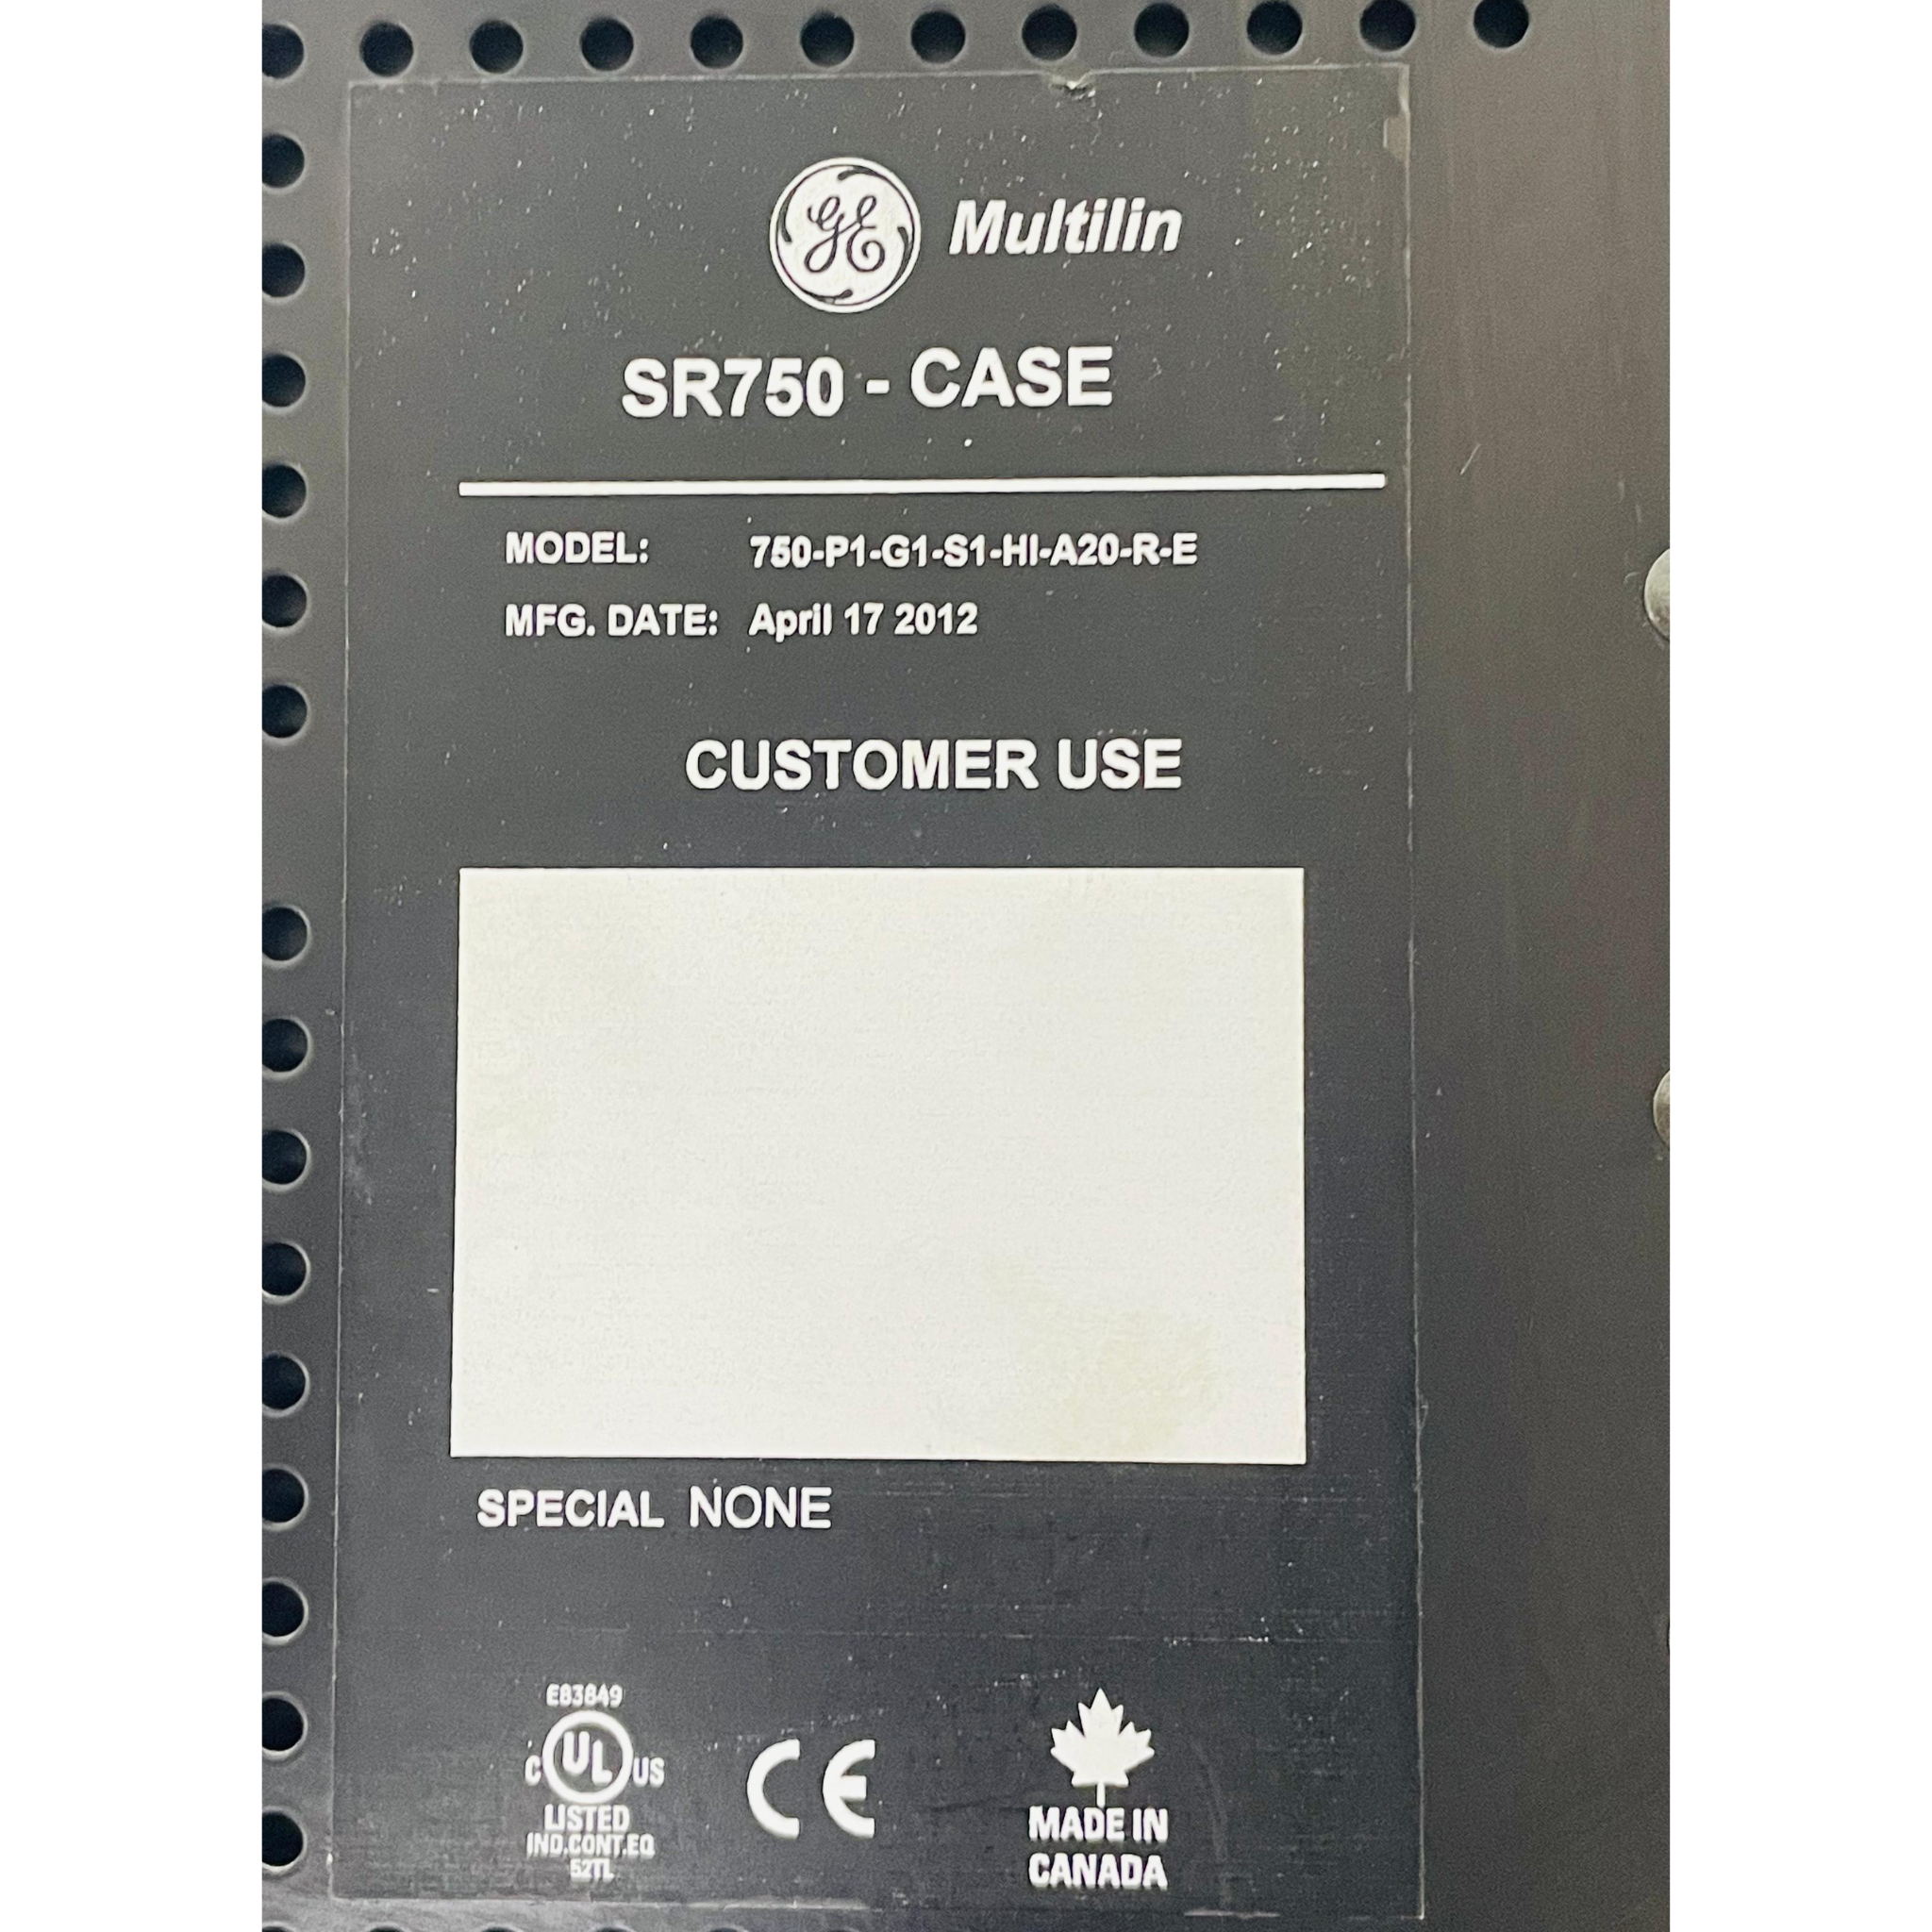 GE Multilin
SR750 - CASE
MODEL: 750-P1-G1-S1-HI-A20-R-E
MFG. DATE: April 17 2012
CUSTOMER USE
SPECIAL NONE
E83849
C UL US
LISTED
IND.CONT.EQ
52TL
CE
MADE IN
CANADA